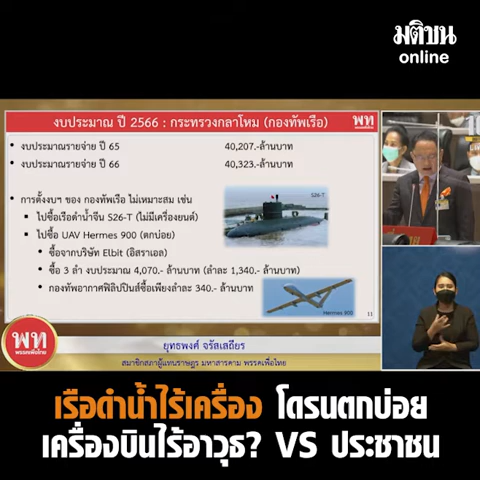 มติชน
online
งบประมาณ ปี 2566 : กระทรวงกลาโหม (กองทัพเรือ)
พท
• งบประมาณรายจ่าย ปี 65 40,207.-ล้านบาท
• งบประมาณรายจ่าย ปี 66 40,323.-ล้านบาท
• การตั้งงบฯ ของ กองทัพเรือ ไม่เหมาะสม เช่น
• ไปซื้อเรือดำน้ำจีน S26-T (ไม่มีเครื่องยนต์)
• ไปซื้อ UAV Hermes 900 (ตกบ่อย)
• ซื้อจากบริษัท Elbit (อิสราเอล)
• ซื้อ 3 ลำ งบประมาณ 4,070.- ล้านบาท (ลำละ 1,340.- ล้านบาท)
• กองทัพอากาศฟิลิปปินส์ซื้อเพียงลำละ 340.- ล้านบาท
S26-T
Hermes 900
11
พท
พรรคเพื่อไทย
ยุทธพงศ์ จรัสเสถียร
สมาชิกสภาผู้แทนราษฎร มหาสารคาม พรรคเพื่อไทย
เรือดำน้ำไร้เครื่อง โดรนตกบ่อย
เครื่องบินไร้อาวุธ? VS ประชาชน